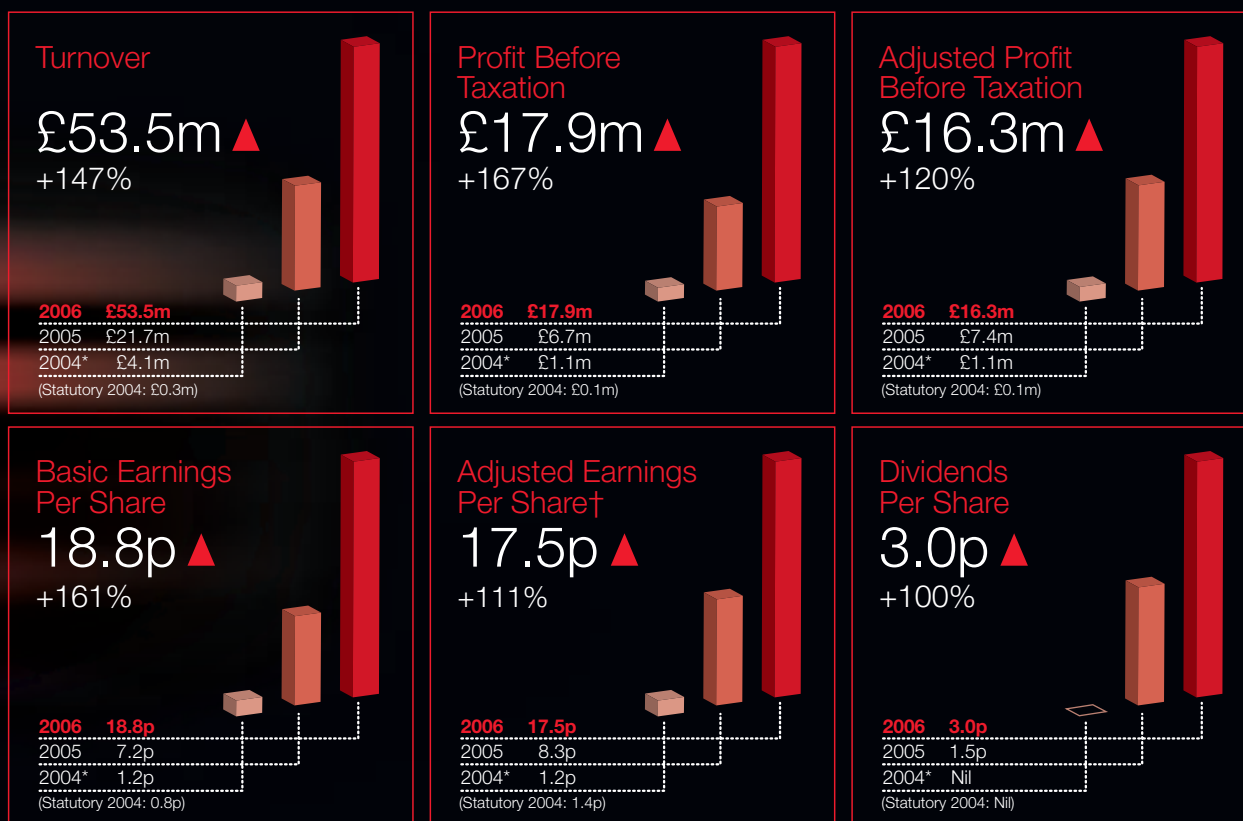 Turnover
£53.5m
+147%
2006 £53.5m
2005 £21.7m
2004* £4.1m
(Statutory 2004: £0.3m)
Profit Before
Taxation
£17.9m
+167%
2006 £17.9m
2005 £6.7m
2004* £1.1m
(Statutory 2004: £0.1m)
Adjusted Profit
Before Taxation
£16.3m
+120%
2006 £16.3m
2005 £7.4m
2004* £1.1m
(Statutory 2004: £0.1m)
Basic Earnings
Per Share
18.8p
+161%
2006 18.8p
2005 7.2p
2004* 1.2p
(Statutory 2004: 0.8p)
Adjusted Earnings
Per Share†
17.5p
+111%
2006 17.5p
2005 8.3p
2004* 1.2p
(Statutory 2004: 1.4p)
Dividends
Per Share
3.0p
+100%
2006 3.0p
2005 1.5p
2004* Nil
(Statutory 2004: Nil)